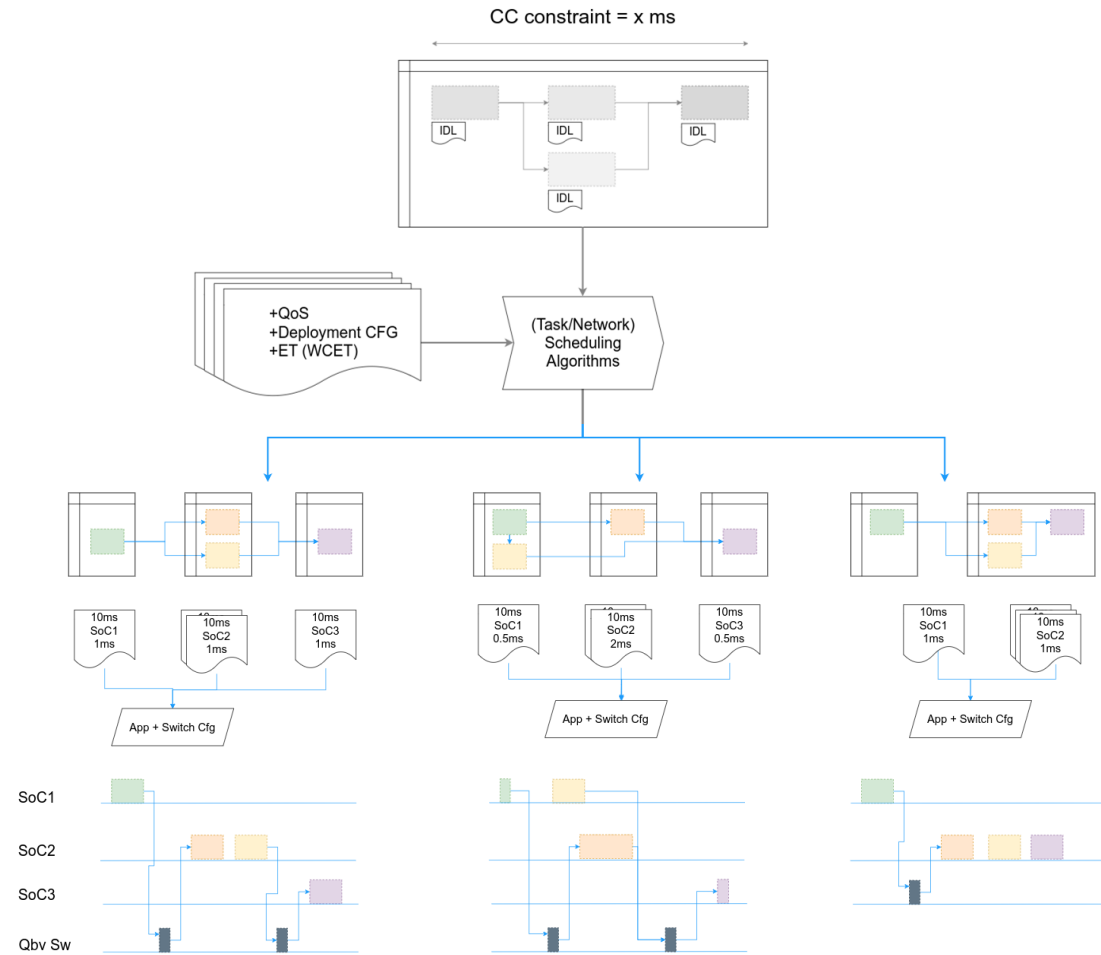 CC constraint = x ms
IDL
IDL
IDL
IDL
+QoS
+Deployment CFG
+ET (WCET)
(Task/Network)
Scheduling
Algorithms
10ms
SoC1
1ms
10ms
SoC2
1ms
10ms
SoC3
1ms
10ms
SoC1
0.5ms
10ms
SoC2
2ms
10ms
SoC3
0.5ms
10ms
SoC1
1ms
10ms
SoC2
1ms
App + Switch Cfg
App + Switch Cfg
App + Switch Cfg
SoC1
SoC2
SoC3
Qbv Sw